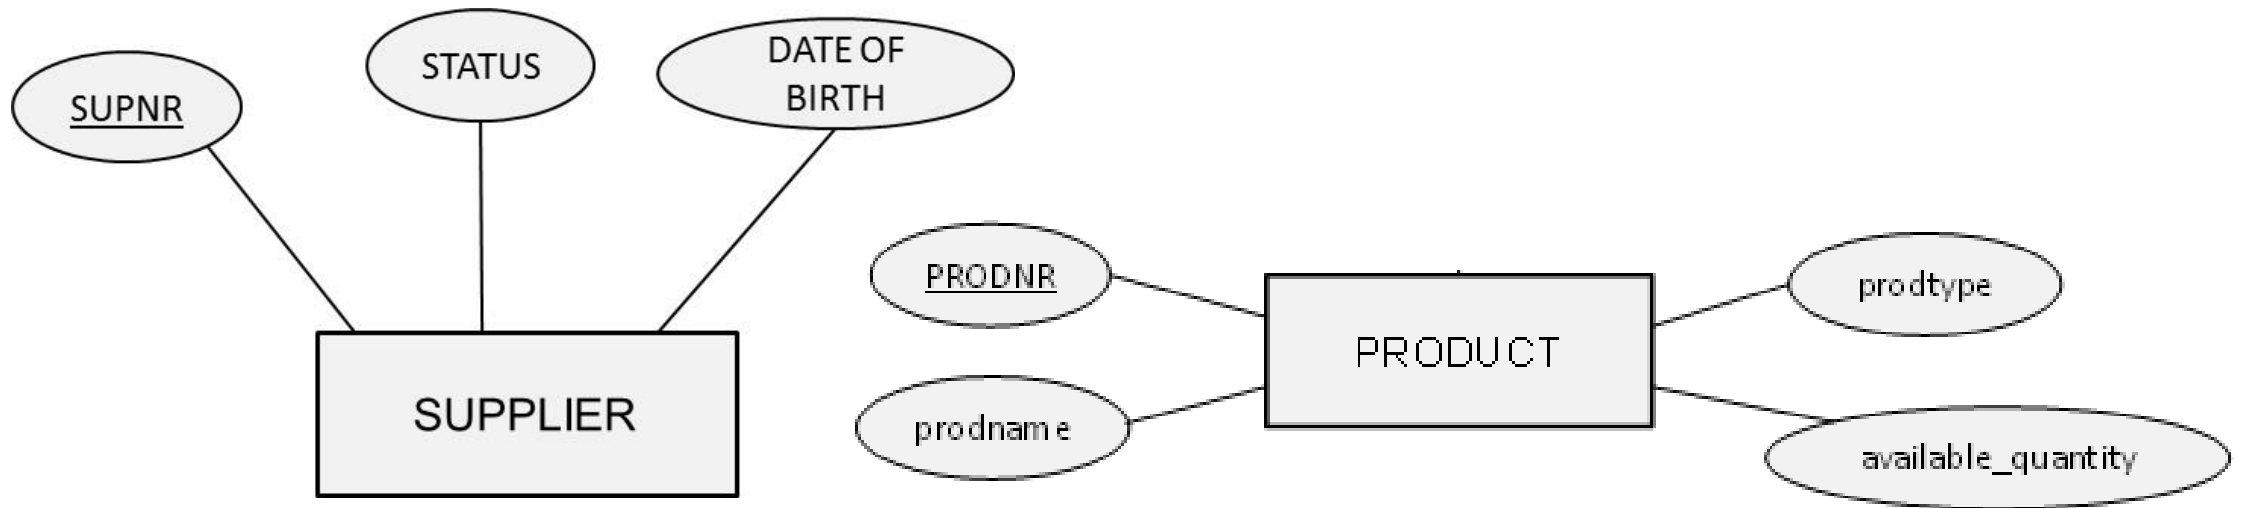 SUPNR
STATUS
DATE OF
BIRTH
SUPPLIER
PRODNR
prodname
PRODUCT
prodtype
available_quantity